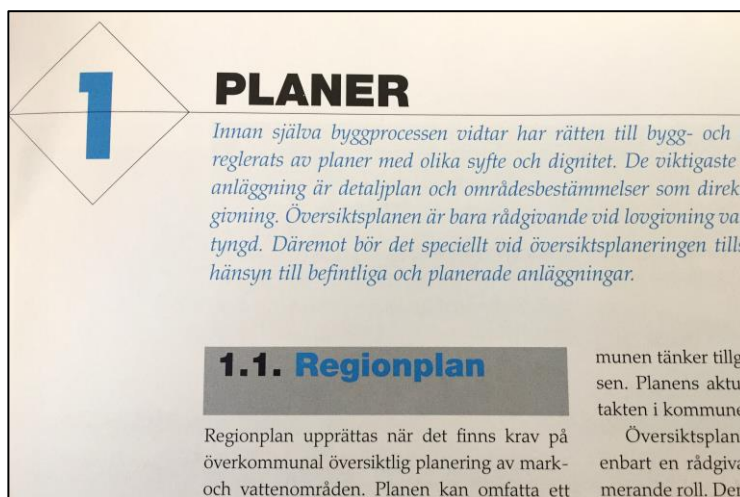 1
PLANER
Innan själva byggprocessen vidtar har rätten till bygg- och
reglerats av planer med olika syfte och dignitet. De viktigaste
anläggning är detaljplan och områdesbestämmelser som direk
givning. Översiktsplanen är bara rådgivande vid lovgivning va
tyngd. Däremot bör det speciellt vid översiktsplaneringen tills
hänsyn till befintliga och planerade anläggningar.
1.1. Regionplan
Regionplan upprättas när det finns krav på
överkommunal översiktlig planering av mark-
och vattenområden. Planen kan omfatta ett
munen tänker tillg
sen. Planens aktu
takten i kommune
Översiktsplan
enbart en rådgiva
merande roll. Der